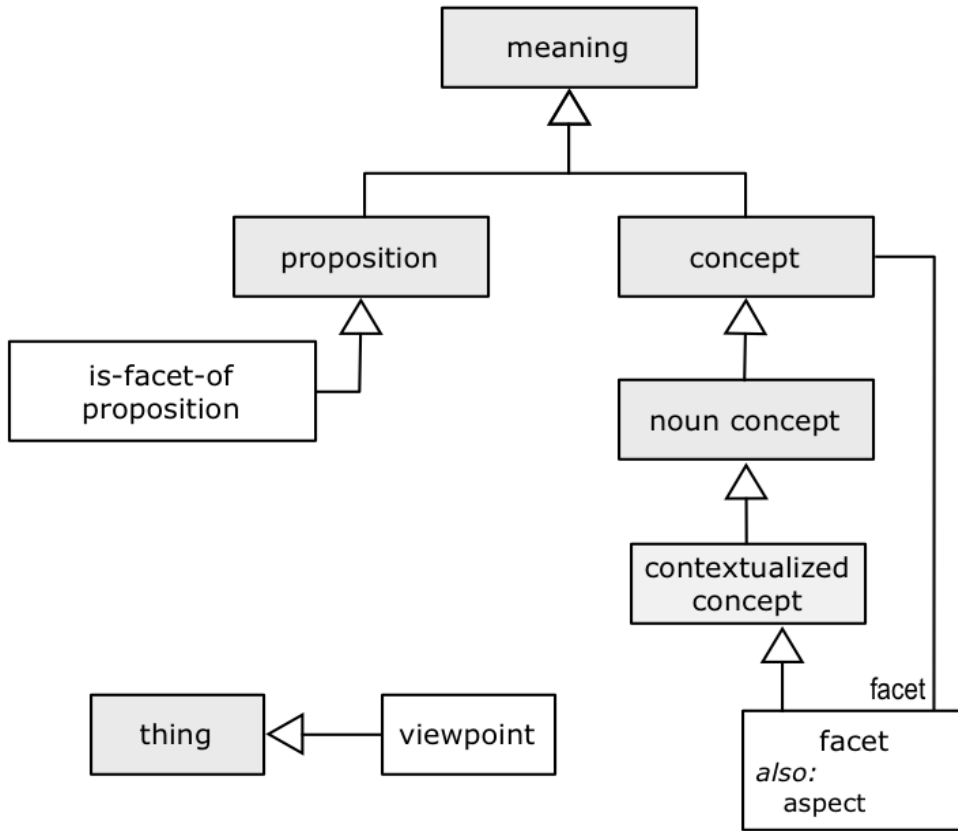 meaning
proposition
concept
is-facet-of
proposition
noun concept
contextualized
concept
facet
thing
viewpoint
facet
also:
aspect